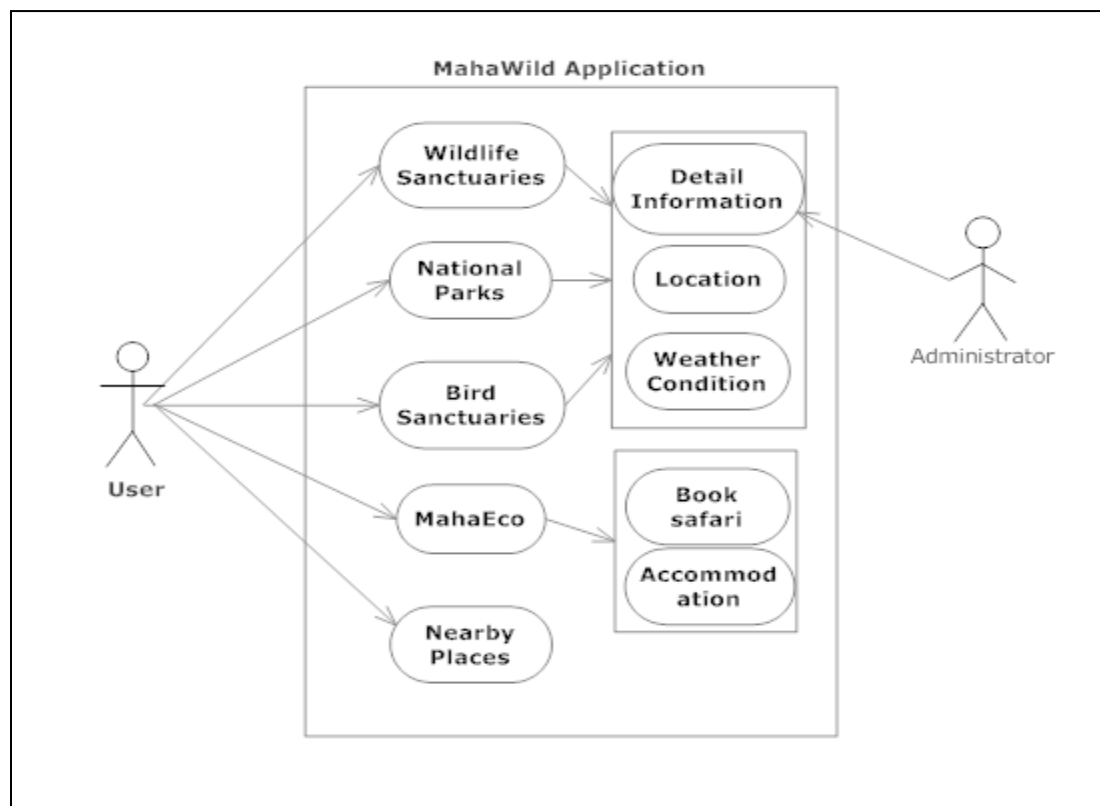 MahaWild Application
Wildlife
Sanctuaries
National
Parks
Bird
Sanctuaries
MahaEco
Nearby
Places
Detail
Information
Location
Weather
Condition
Book
safari
Accommod
ation
User
Administrator